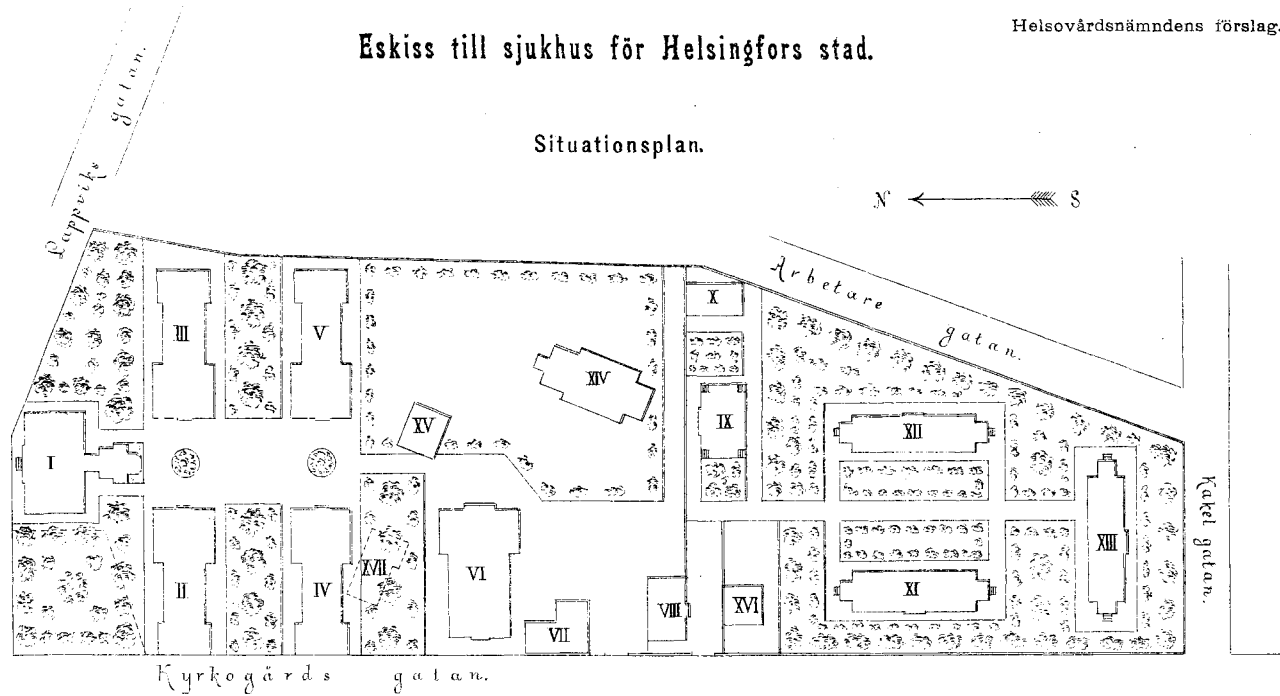 Helsovårdsnämndens förslag.
Eskiss till sjukhus för Helsingfors stad.
Situationsplan.
N S
Lappviks gatan.
Arbetare gatan.
X
III V
XIV
XV IX XII
I
Kakel gatan.
XVII VI XIII
II IV VIII XVI XI
VII
Kyrkogårds gatan.